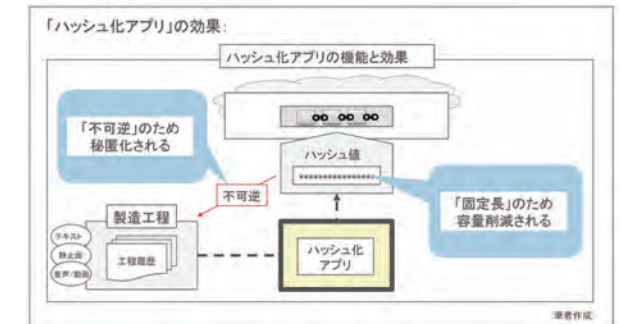 「ハッシュ化アプリ」の効果：
ハッシュ化アプリの機能と効果
「不可逆」のため
秘匿化される
ハッシュ値
****************
不可逆
「固定長」のため
容量削減される
製造工程
テキスト
静止画
音声/動画
工程履歴
ハッシュ化
アプリ
筆者作成